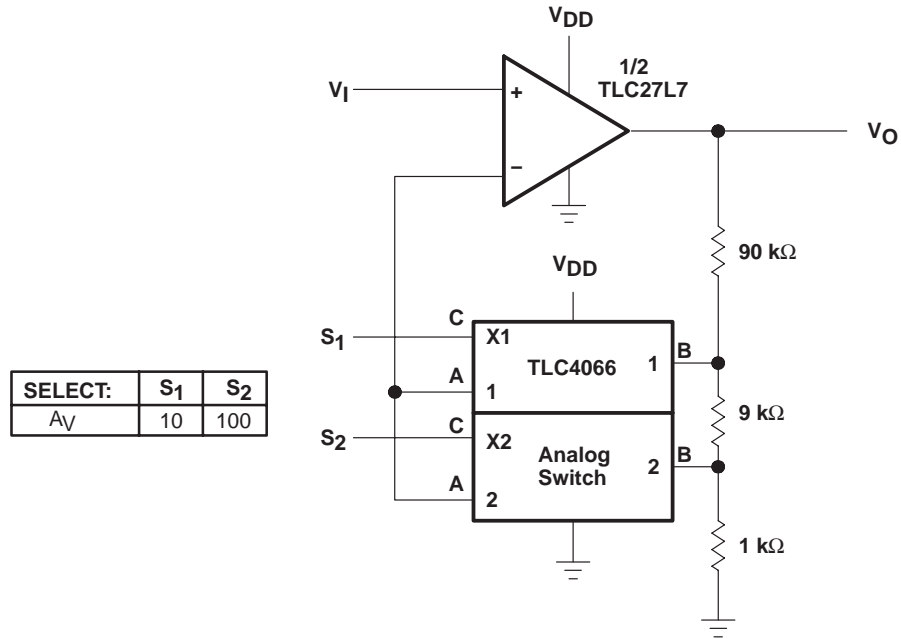 VDD
1/2
TLC27L7
VI
+
−
VO
90 kΩ
VDD
S1
C
X1
TLC4066
1
B
A
1
9 kΩ
S2
C
X2
Analog
Switch
2
B
A
2
1 kΩ
SELECT: S1 S2
AV 10 100